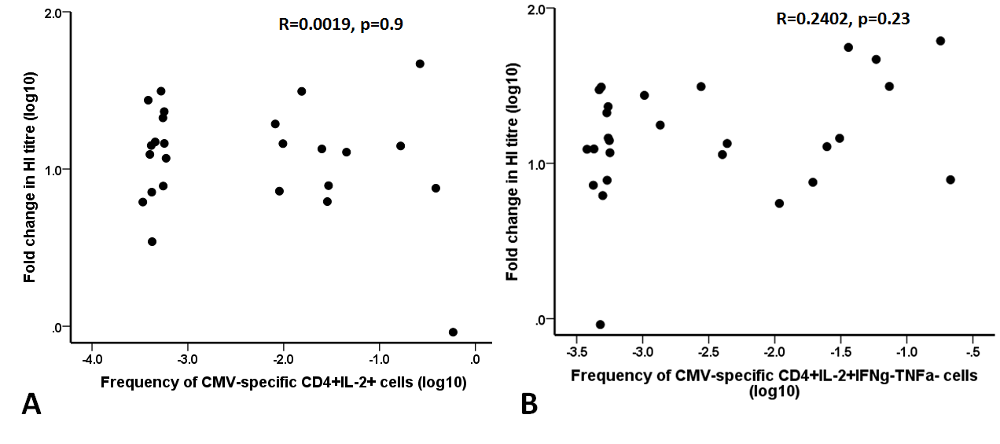 R=0.0019, p=0.9
2.0
1.0
.0
Fold change in HI titre (log10)
-4.0 -3.0 -2.0 -1.0 .0
Frequency of CMV-specific CD4+IL-2+ cells (log10)
A
R=0.2402, p=0.23
2.0
1.0
.0
Fold change in HI titre (log10)
-3.5 -3.0 -2.5 -2.0 -1.5 -1.0 -.5
Frequency of CMV-specific CD4+IL-2+IFNg-TNFa- cells
(log10)
B